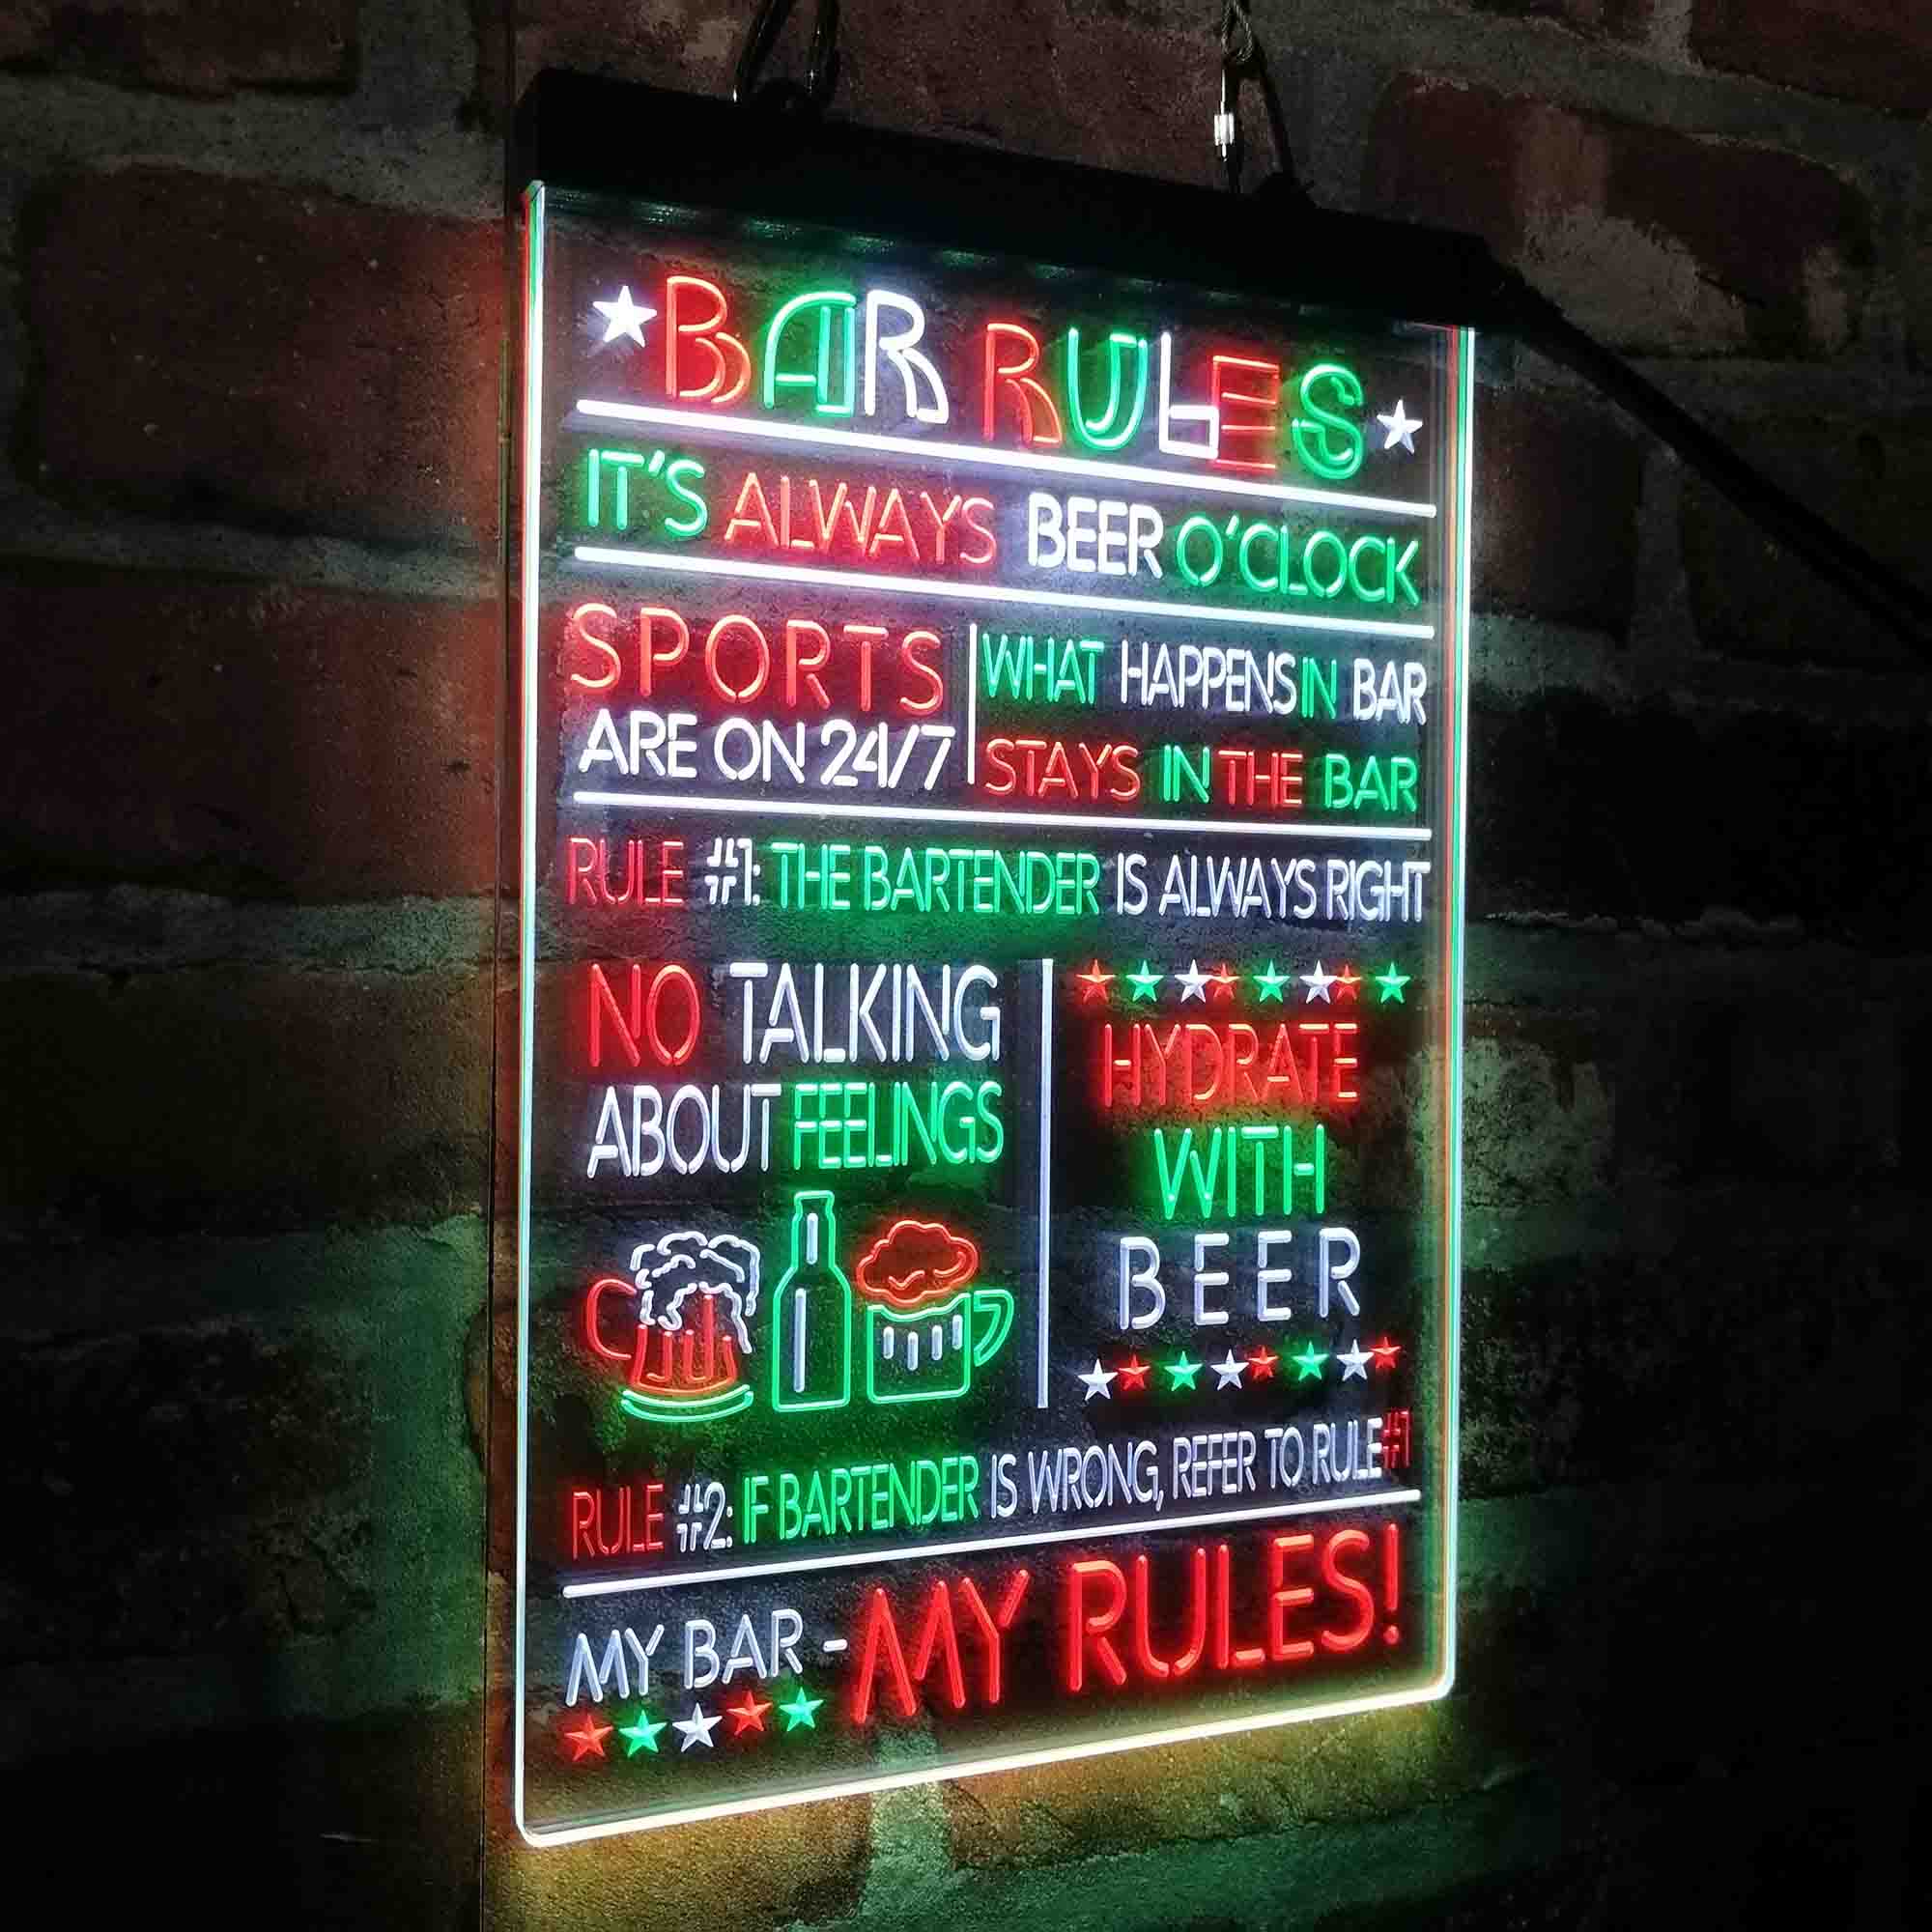 BAR RULES
IT'S ALWAYS BEER O'CLOCK
SPORTS
ARE ON 24/7
WHAT HAPPENS IN BAR
STAYS IN THE BAR
RULE #1: THE BARTENDER IS ALWAYS RIGHT
NO TALKING
ABOUT FEELINGS
HYDRATE
WITH
BEER
RULE #2: IF BARTENDER IS WRONG, REFER TO RULE #1
MY BAR - MY RULES!